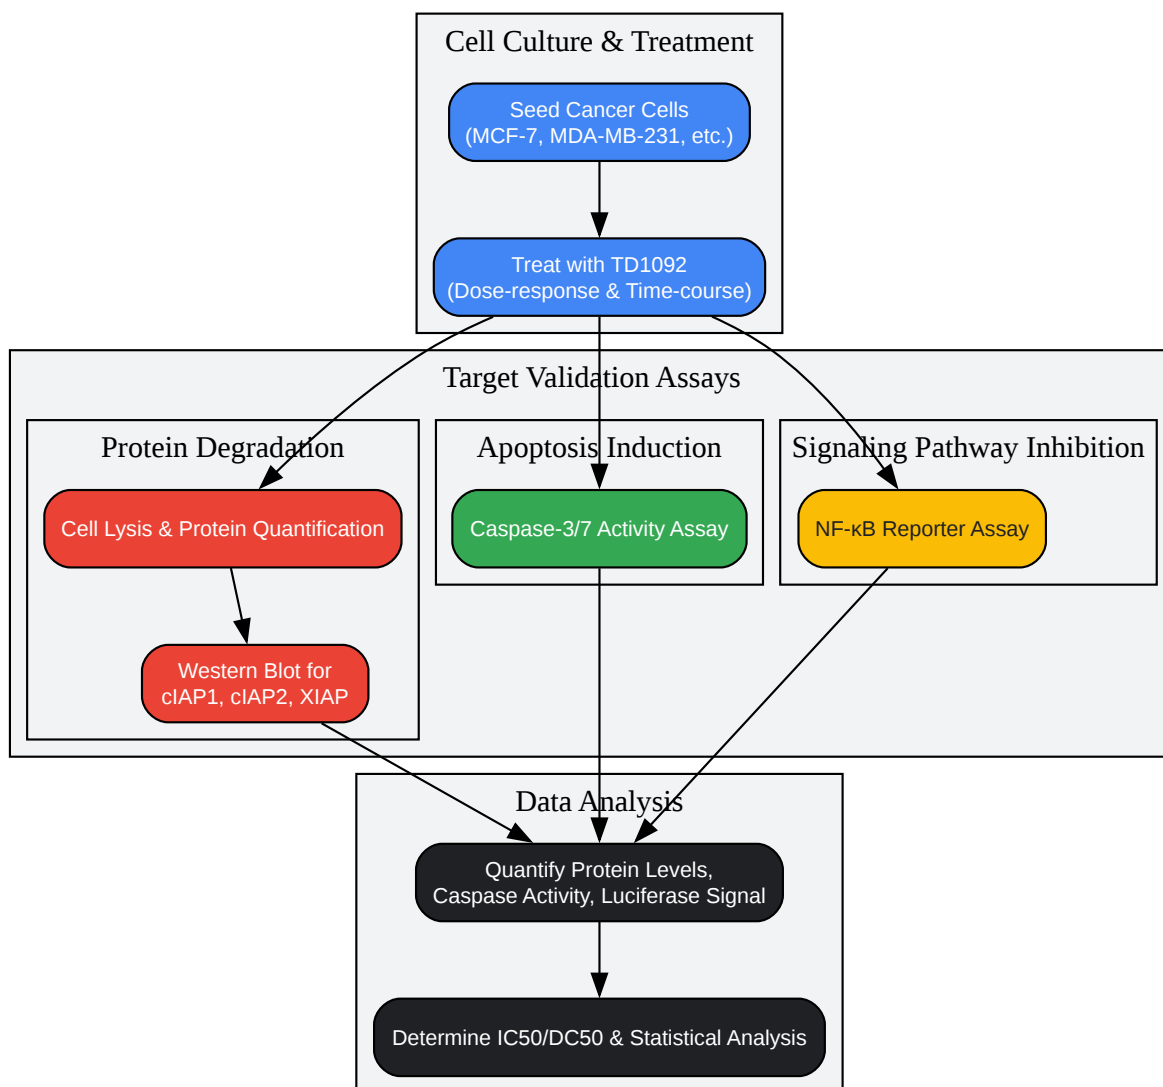 Cell Culture & Treatment
Seed Cancer Cells
(MCF-7, MDA-MB-231, etc.)
Treat with TD1092
(Dose-response & Time-course)
Target Validation Assays
Protein Degradation
Cell Lysis & Protein Quantification
Western Blot for
cIAP1, cIAP2, XIAP
Apoptosis Induction
Caspase-3/7 Activity Assay
Signaling Pathway Inhibition
NF-κB Reporter Assay
Data Analysis
Quantify Protein Levels,
Caspase Activity, Luciferase Signal
Determine IC50/DC50 & Statistical Analysis